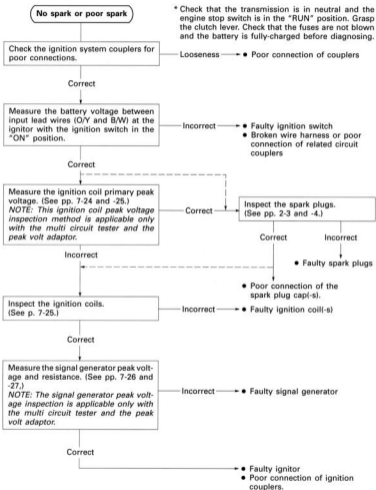 No spark or poor spark
* Check that the transmission is in neutral and the
engine stop switch is in the “RUN” position. Grasp
the clutch lever. Check that the fuses are not blown
and the battery is fully-charged before diagnosing.
Check the ignition system couplers for
poor connections.
Looseness
• Poor connection of couplers
Correct
Measure the battery voltage between
input lead wires (O/Y and B/W) at the
ignitor with the ignition switch in the
“ON” position.
Incorrect
• Faulty ignition switch
• Broken wire harness or poor
connection of related circuit
couplers
Correct
Measure the ignition coil primary peak
voltage. (See pp. 7-24 and -25.)
NOTE: This ignition coil peak voltage
inspection method is applicable only
with the multi circuit tester and the
peak volt adaptor.
Correct
Inspect the spark plugs.
(See pp. 2-3 and -4.)
Correct
Incorrect
• Faulty spark plugs
Incorrect
• Poor connection of the
spark plug cap(-s).
Inspect the ignition coils.
(See p. 7-25.)
Incorrect
• Faulty ignition coil(-s)
Correct
Measure the signal generator peak volt-
age and resistance. (See pp. 7-26 and
-27.)
NOTE: The signal generator peak volt-
age inspection is applicable only with
the multi circuit tester and the peak
volt adaptor.
Incorrect
• Faulty signal generator
Correct
• Faulty ignitor
• Poor connection of ignition
couplers.